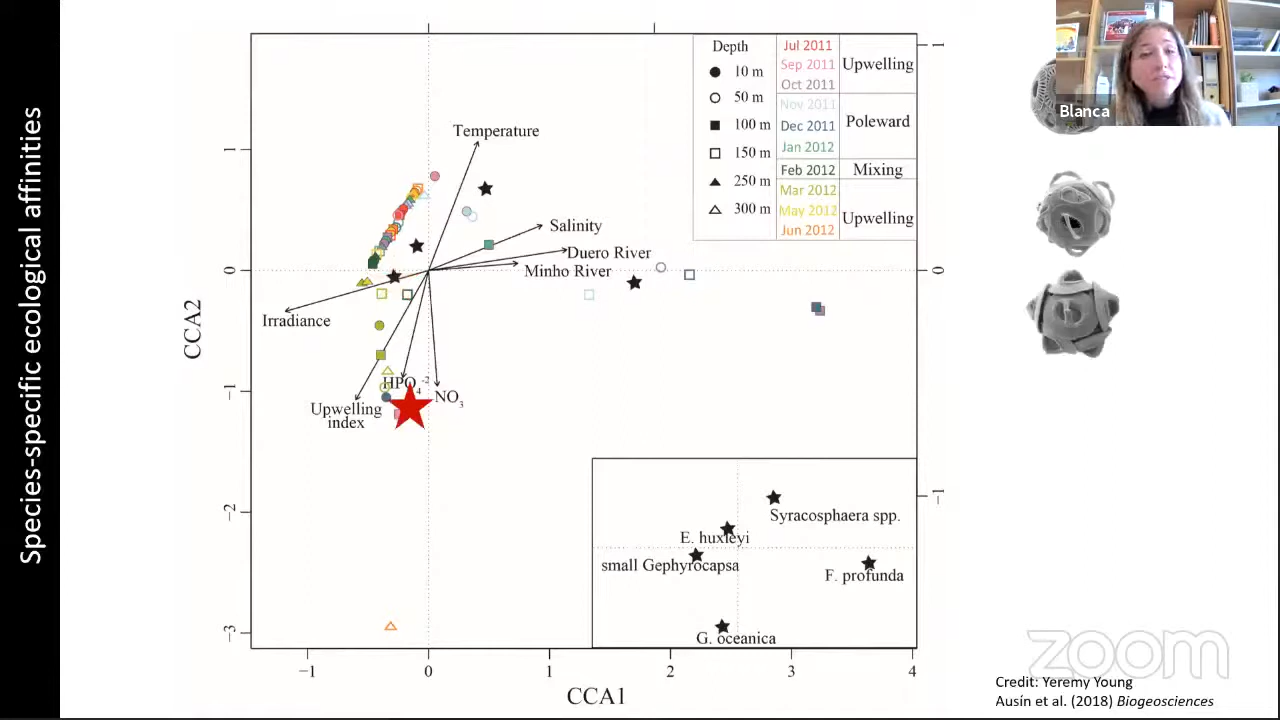 Species-specific ecological affinities
Depth
10 m
50 m
100 m
150 m
250 m
300 m
Jul 2011
Sep 2011
Oct 2011
Upwelling
Nov 2011
Dec 2011
Jan 2012
Poleward
Feb 2012
Mixing
Mar 2012
May 2012
Jun 2012
Upwelling
Blanca
Temperature
Salinity
Duero River
Minho River
Irradiance
HPO4-2
NO3
Upwelling
index
Syracosphaera spp.
E. huxleyi
small Gephyrocapsa
F. profunda
G. oceanica
1
0
−1
−2
−3
CCA2
1
0
−1
−1
0
1
2
3
4
CCA1
zoom
Credit: Yeremy Young
Ausín et al. (2018) Biogeosciences